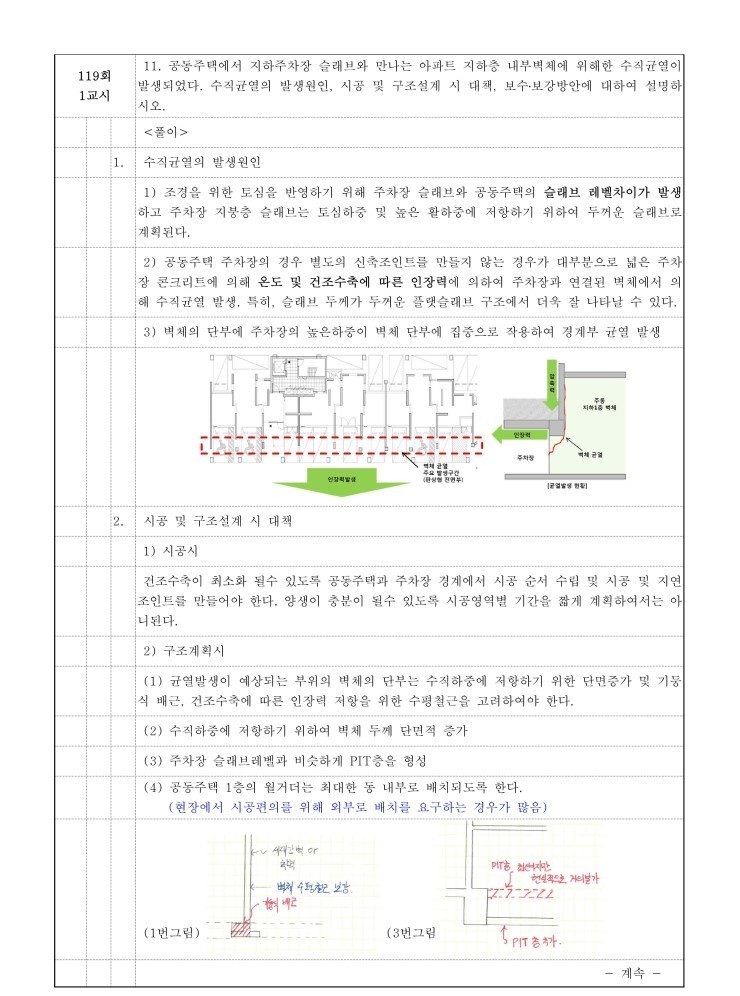 119회
1교시
11. 공동주택에서 지하주차장 슬래브와 만나는 아파트 지하층 내부벽체에 위해한 수직균열이
발생되었다. 수직균열의 발생원인, 시공 및 구조설계 시 대책, 보수·보강방안에 대하여 설명하
시오.
<풀이>
1. 수직균열의 발생원인
1) 조경을 위한 토심을 반영하기 위해 주차장 슬래브와 공동주택의 슬래브 레벨차이가 발생
하고 주차장 지붕층 슬래브는 토심하중 및 높은 활하중에 저항하기 위하여 두꺼운 슬래브로
계획된다.
2) 공동주택 주차장의 경우 별도의 신축조인트를 만들지 않는 경우가 대부분으로 넓은 주차
장 콘크리트에 의해 온도 및 건조수축에 따른 인장력에 의하여 주차장과 연결된 벽체에서 의
해 수직균열 발생. 특히, 슬래브 두께가 두꺼운 플랫슬래브 구조에서 더욱 잘 나타날 수 있다.
3) 벽체의 단부에 주차장의 높은하중이 벽체 단부에 집중으로 작용하여 경계부 균열 발생
벽체 균열
주요 발생구간
(판상형 전면부)
인장력발생
압축력
주동
지하1층 벽체
인장력
주차장
벽체 균열
[균열발생 현황]
2. 시공 및 구조설계 시 대책
1) 시공시
건조수축이 최소화 될수 있도록 공동주택과 주차장 경계에서 시공 순서 수립 및 시공 및 지연
조인트를 만들어야 한다. 양생이 충분이 될수 있도록 시공영역별 기간을 짧게 계획하여서는 아
니된다.
2) 구조계획시
(1) 균열발생이 예상되는 부위의 벽체의 단부는 수직하중에 저항하기 위한 단면증가 및 기둥
식 배근, 건조수축에 따른 인장력 저항을 위한 수평철근을 고려하여야 한다.
(2) 수직하중에 저항하기 위하여 벽체 두께 단면적 증가
(3) 주차장 슬래브레벨과 비슷하게 PIT층을 형성
(4) 공동주택 1층의 월거더는 최대한 동 내부로 배치되도록 한다.
(현장에서 시공편의를 위해 외부로 배치를 요구하는 경우가 많음)
세대간벽 or
벽체 수평철근 보강
(1번그림)
PIT층
현실적으로 거의불가
PIT 층 추가.
(3번그림
- 계속 -